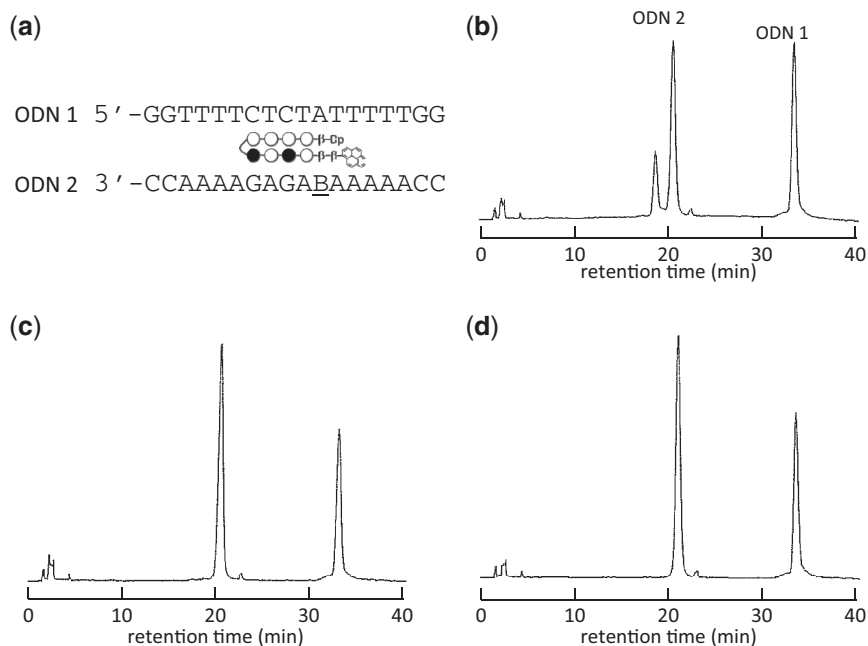 (a)
ODN 1 5′-GGTTTTCTCTATTTTTGG
β-Dp
β-β
ODN 2 3′-CCAAAAGAGABAAAAACC
(b)
ODN 2
ODN 1
0 10 20 30 40
retention time (min)
(c)
0 10 20 30 40
retention time (min)
(d)
0 10 20 30 40
retention time (min)